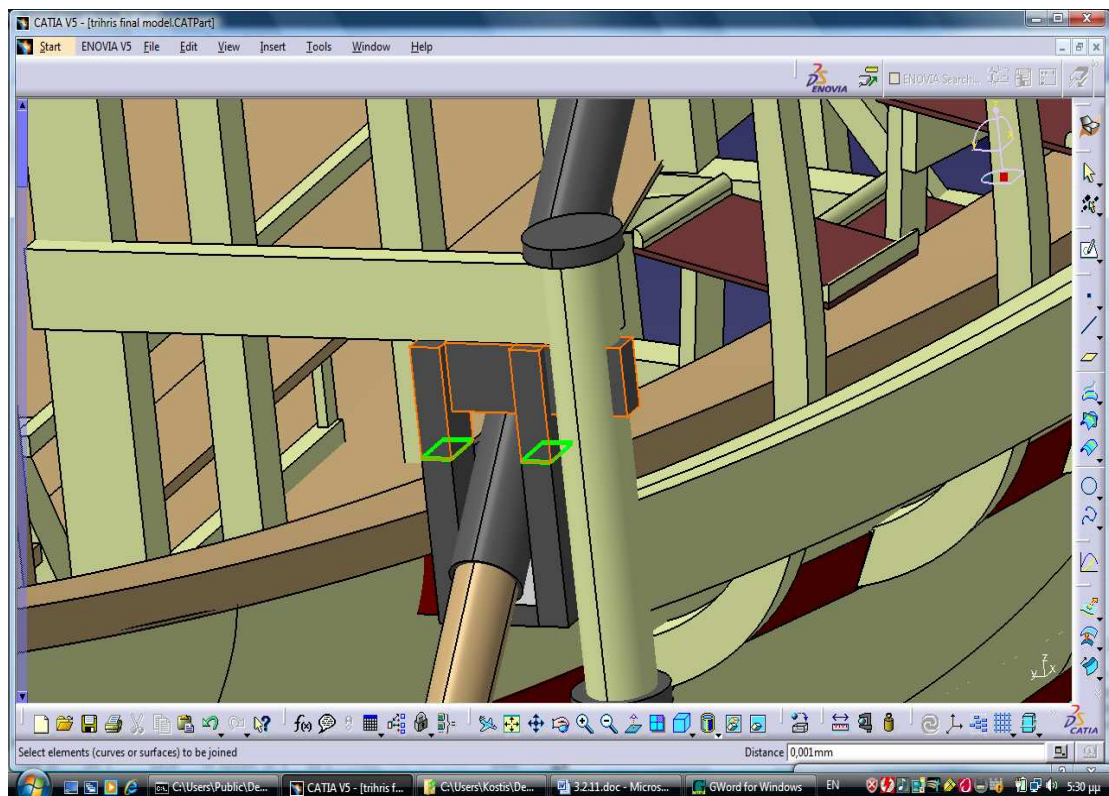 CATIA V5 - [trihris final model.CATPart]
Start ENOVIA V5 File Edit View Insert Tools Window Help
ENOVIA
ENOVIA Search...
z
y x
f(x)
CATIA
Select elements (curves or surfaces) to be joined
Distance 0,001mm
C:\Users\Public\De...
CATIA V5 - [trihris f...
C:\Users\Kostis\De...
3.2.11.doc - Micros...
GWord for Windows
EN
5:30 μμ